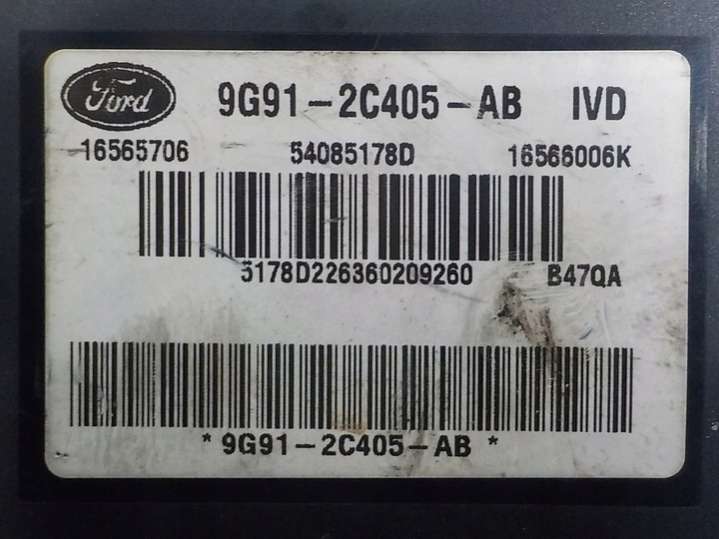 Ford 9G91-2C405-AB IVD
16565706 54085178D 16566006K
5178D226360209260 B47QA
* 9G91-2C405-AB *